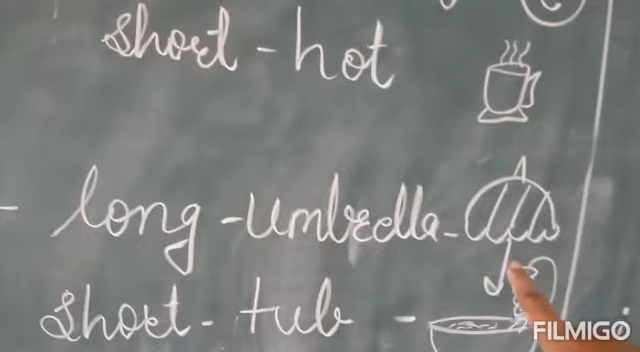 short - hot
- long - umbrella -
short - tub -
FILMIGO